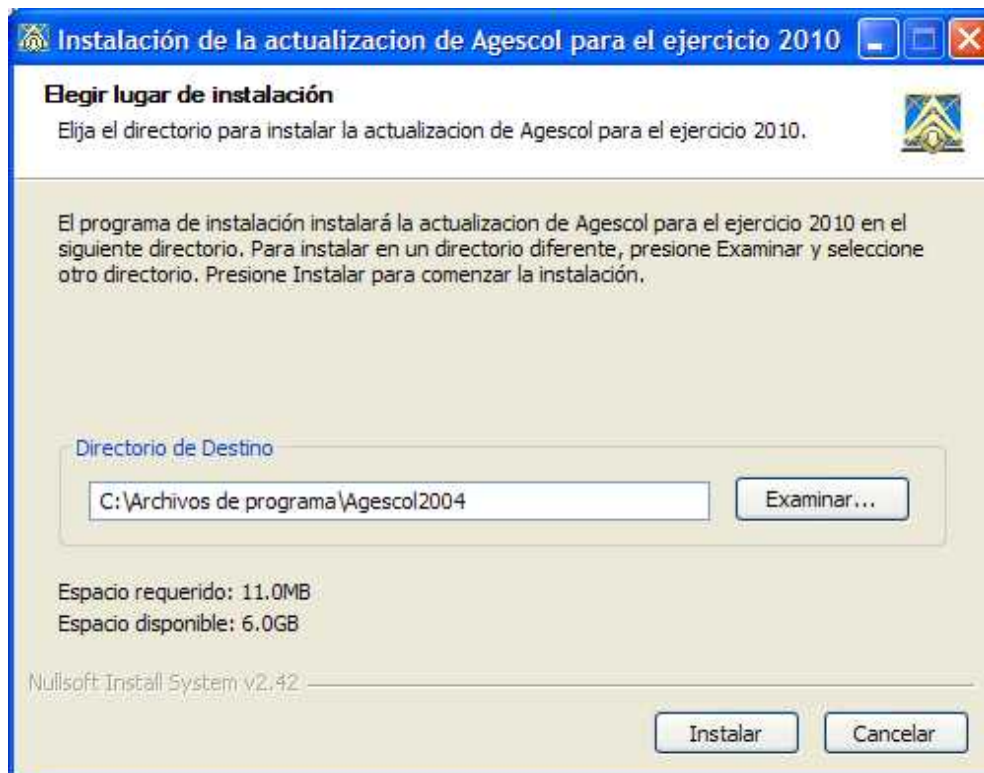 Instalación de la actualizacion de Agescol para el ejercicio 2010
Elegir lugar de instalación
Elija el directorio para instalar la actualizacion de Agescol para el ejercicio 2010.
El programa de instalación instalará la actualizacion de Agescol para el ejercicio 2010 en el
siguiente directorio. Para instalar en un directorio diferente, presione Examinar y seleccione
otro directorio. Presione Instalar para comenzar la instalación.
Directorio de Destino
C:\Archivos de programa\Agescol2004
Examinar...
Espacio requerido: 11.0MB
Espacio disponible: 6.0GB
Nullsoft Install System v2.42
Instalar
Cancelar